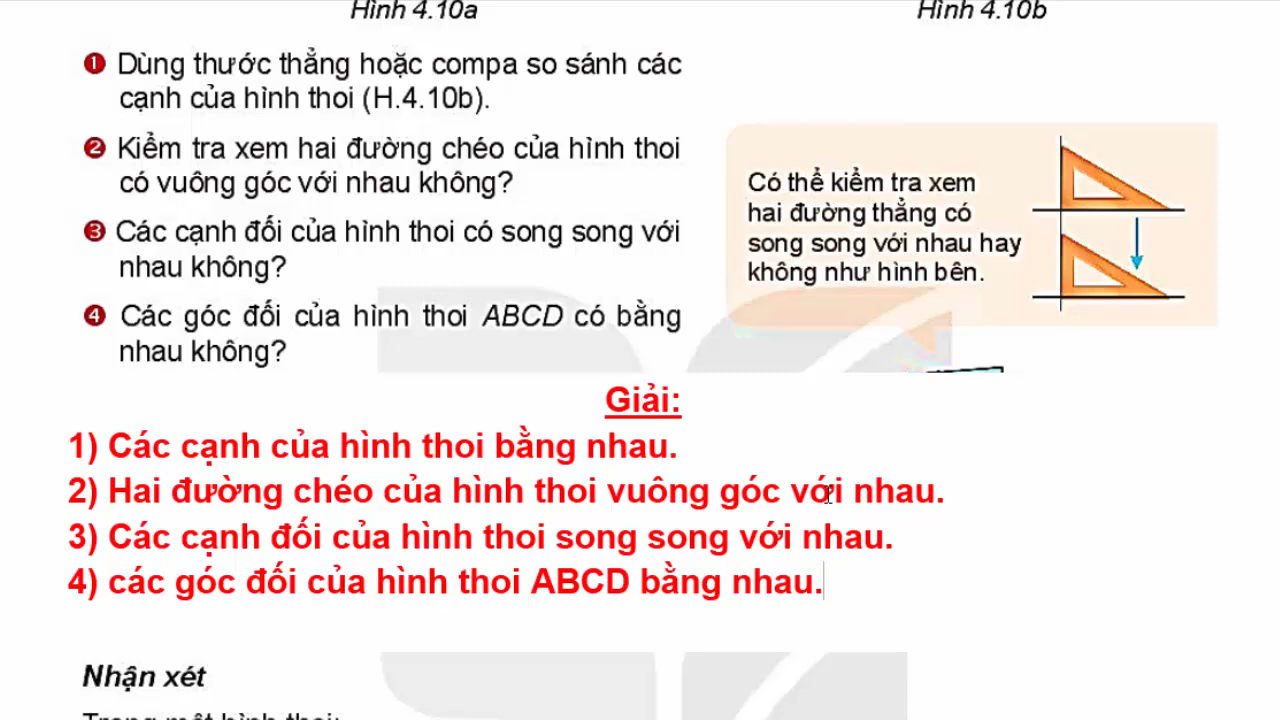 Hình 4.10a
Hình 4.10b
❶ Dùng thước thẳng hoặc compa so sánh các
cạnh của hình thoi (H.4.10b).
❷ Kiểm tra xem hai đường chéo của hình thoi
có vuông góc với nhau không?
❸ Các cạnh đối của hình thoi có song song với
nhau không?
❹ Các góc đối của hình thoi ABCD có bằng
nhau không?
Có thể kiểm tra xem
hai đường thẳng có
song song với nhau hay
không như hình bên.
Giải:
1) Các cạnh của hình thoi bằng nhau.
2) Hai đường chéo của hình thoi vuông góc với nhau.
3) Các cạnh đối của hình thoi song song với nhau.
4) các góc đối của hình thoi ABCD bằng nhau.
Nhận xét
Trong một hình thoi: